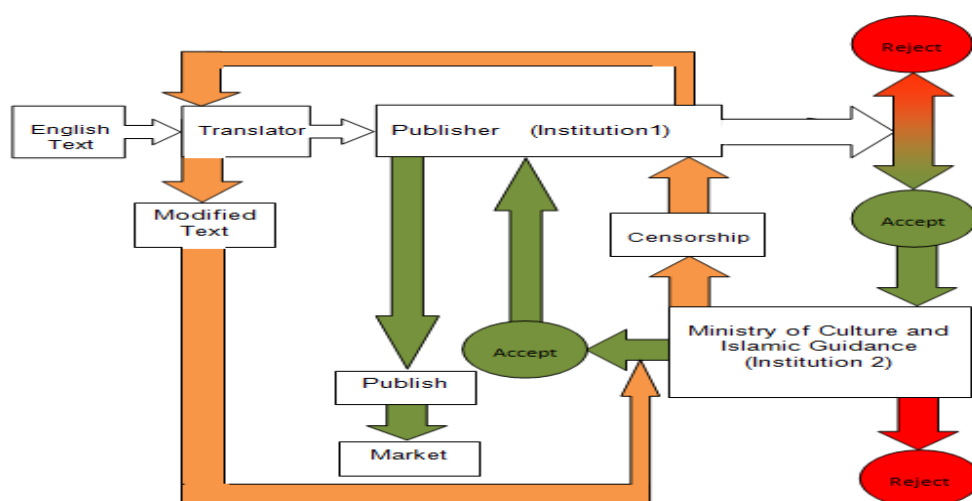 Reject
English
Text
Translator
Publisher (Institution1)
Modified
Text
Censorship
Accept
Ministry of Culture and
Islamic Guidance
(Institution 2)
Accept
Publish
Market
Reject